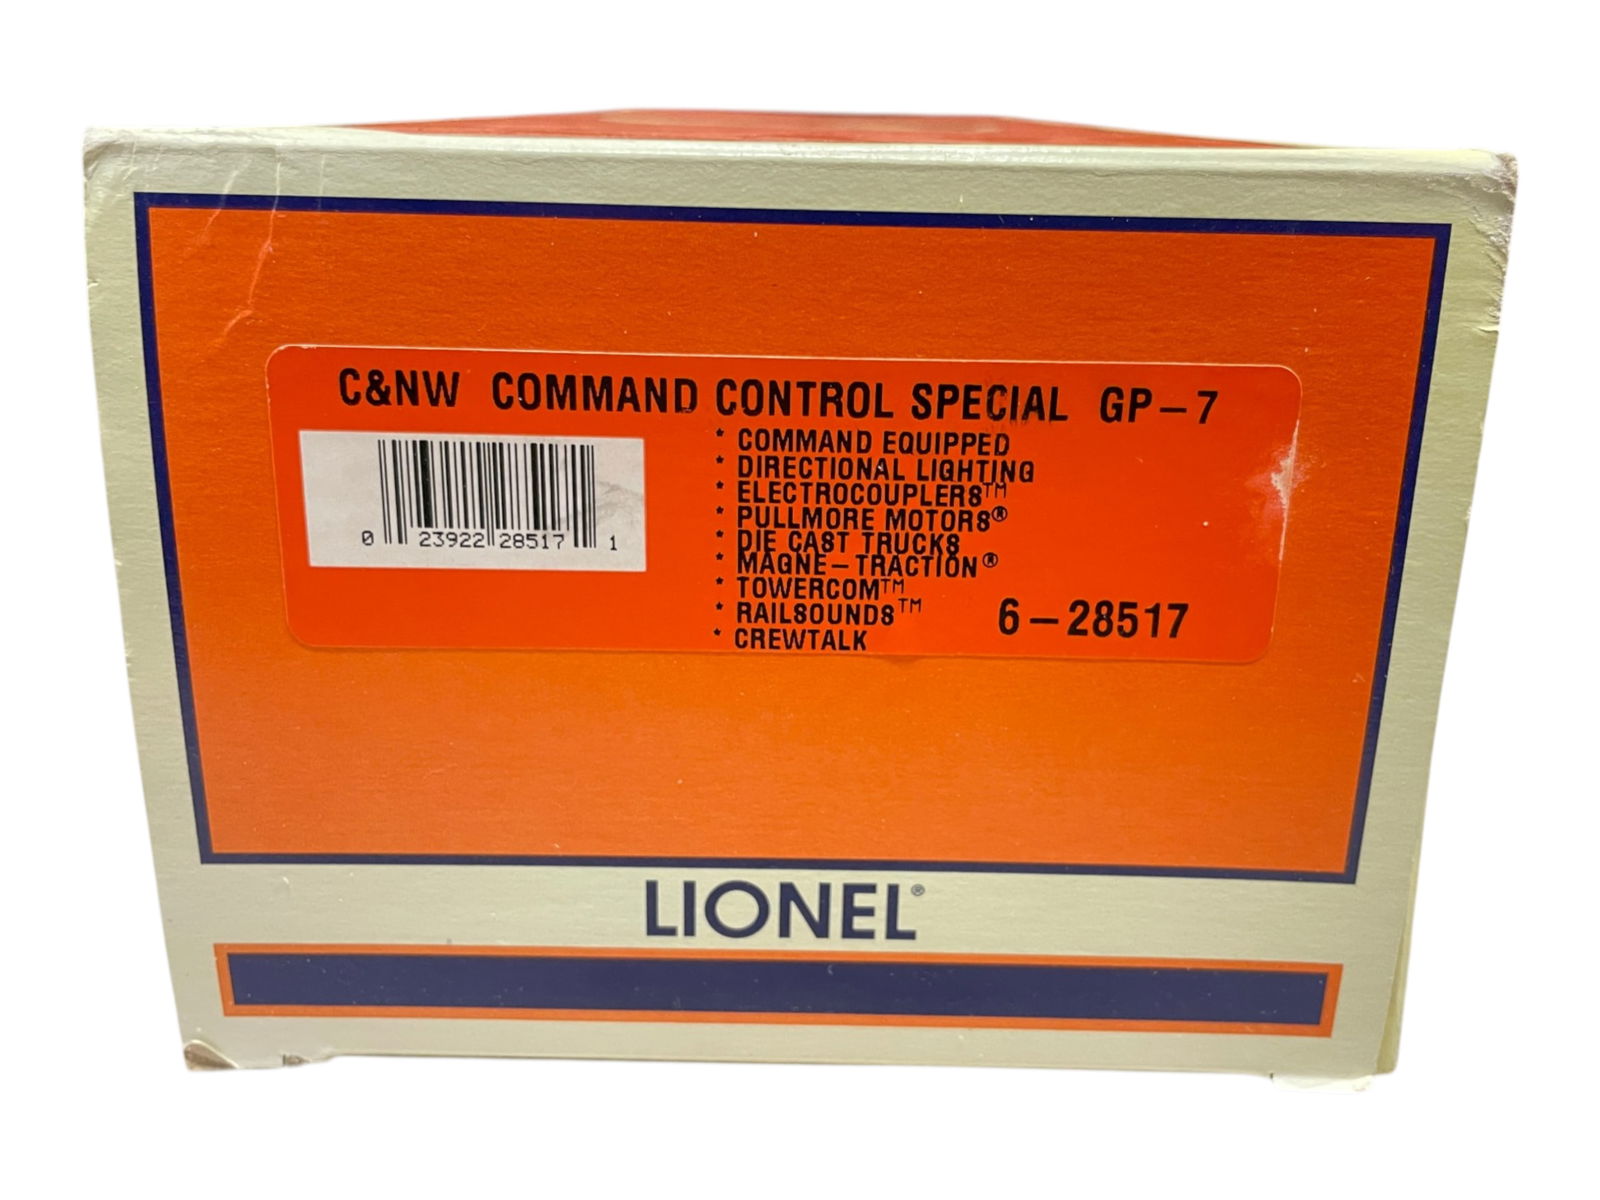 C&NW COMMAND CONTROL SPECIAL GP-7
* COMMAND EQUIPPED
* DIRECTIONAL LIGHTING
* ELECTROCOUPLERS™
* PULLMORE MOTORS®
* DIE CAST TRUCKS
* MAGNE-TRACTION®
* TOWERCOM™
* RAILSOUNDS™
* CREWTALK
0 23922 28517 1
6-28517
LIONEL®